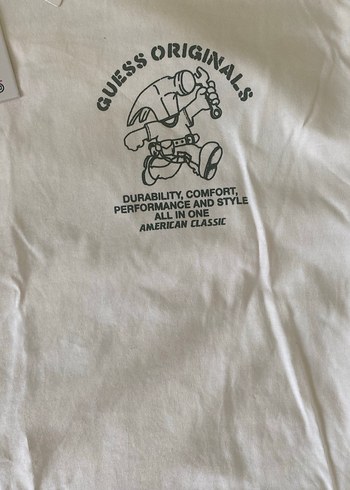 GUESS ORIGINALS
DURABILITY, COMFORT,
PERFORMANCE AND STYLE
ALL IN ONE
AMERICAN CLASSIC